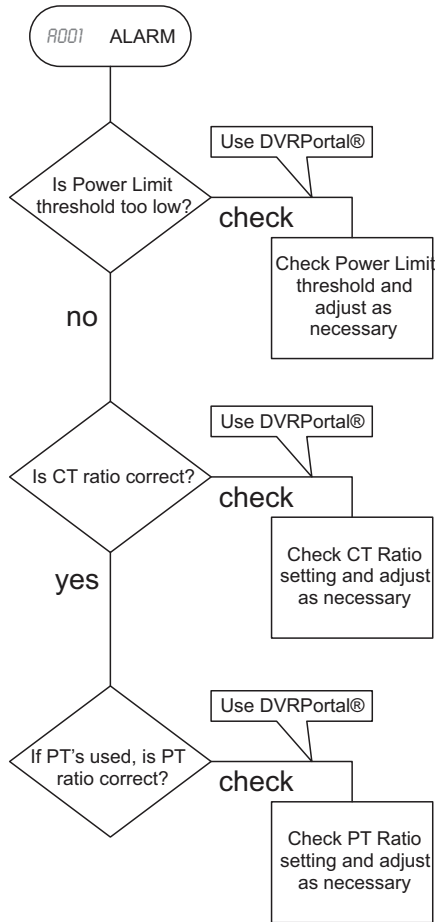 A001 ALARM
Use DVRPortal®
Is Power Limit
threshold too low?
check
Check Power Limit
threshold and
adjust as
necessary
no
Use DVRPortal®
Is CT ratio correct?
check
Check CT Ratio
setting and adjust
as necessary
yes
Use DVRPortal®
If PT's used, is PT
ratio correct?
check
Check PT Ratio
setting and adjust
as necessary